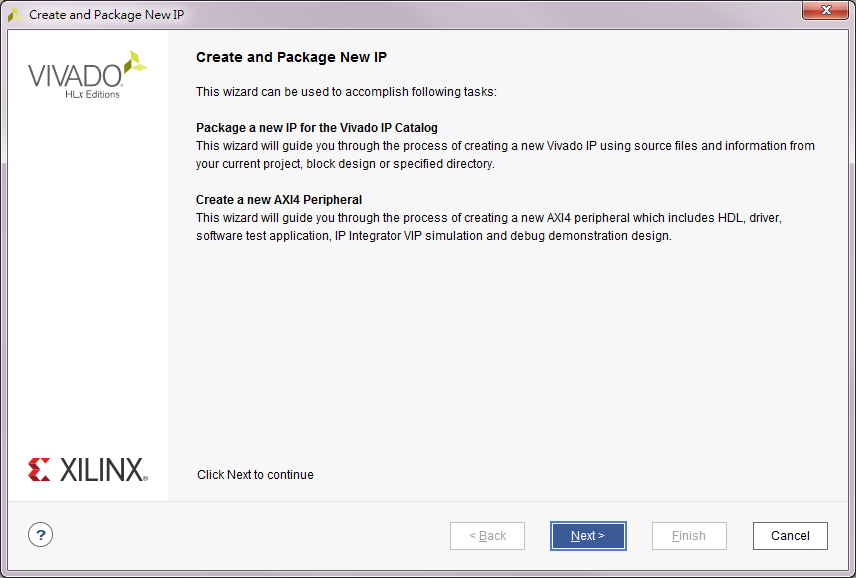 Create and Package New IP
VIVADO
HLx Editions
Create and Package New IP
This wizard can be used to accomplish following tasks:
Package a new IP for the Vivado IP Catalog
This wizard will guide you through the process of creating a new Vivado IP using source files and information from
your current project, block design or specified directory.
Create a new AXI4 Peripheral
This wizard will guide you through the process of creating a new AXI4 peripheral which includes HDL, driver,
software test application, IP Integrator VIP simulation and debug demonstration design.
XILINX
Click Next to continue
?
< Back
Next >
Finish
Cancel